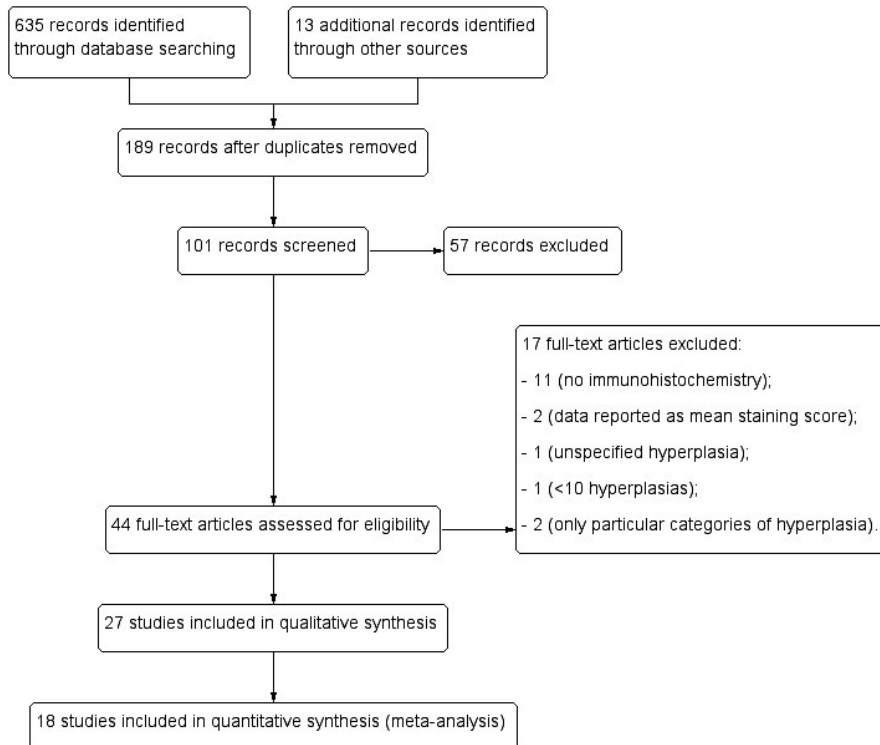 635 records identified
through database searching
13 additional records identified
through other sources
189 records after duplicates removed
101 records screened
57 records excluded
17 full-text articles excluded:
- 11 (no immunohistochemistry);
- 2 (data reported as mean staining score);
- 1 (unspecified hyperplasia);
- 1 (<10 hyperplasias);
- 2 (only particular categories of hyperplasia).
44 full-text articles assessed for eligibility
27 studies included in qualitative synthesis
18 studies included in quantitative synthesis (meta-analysis)